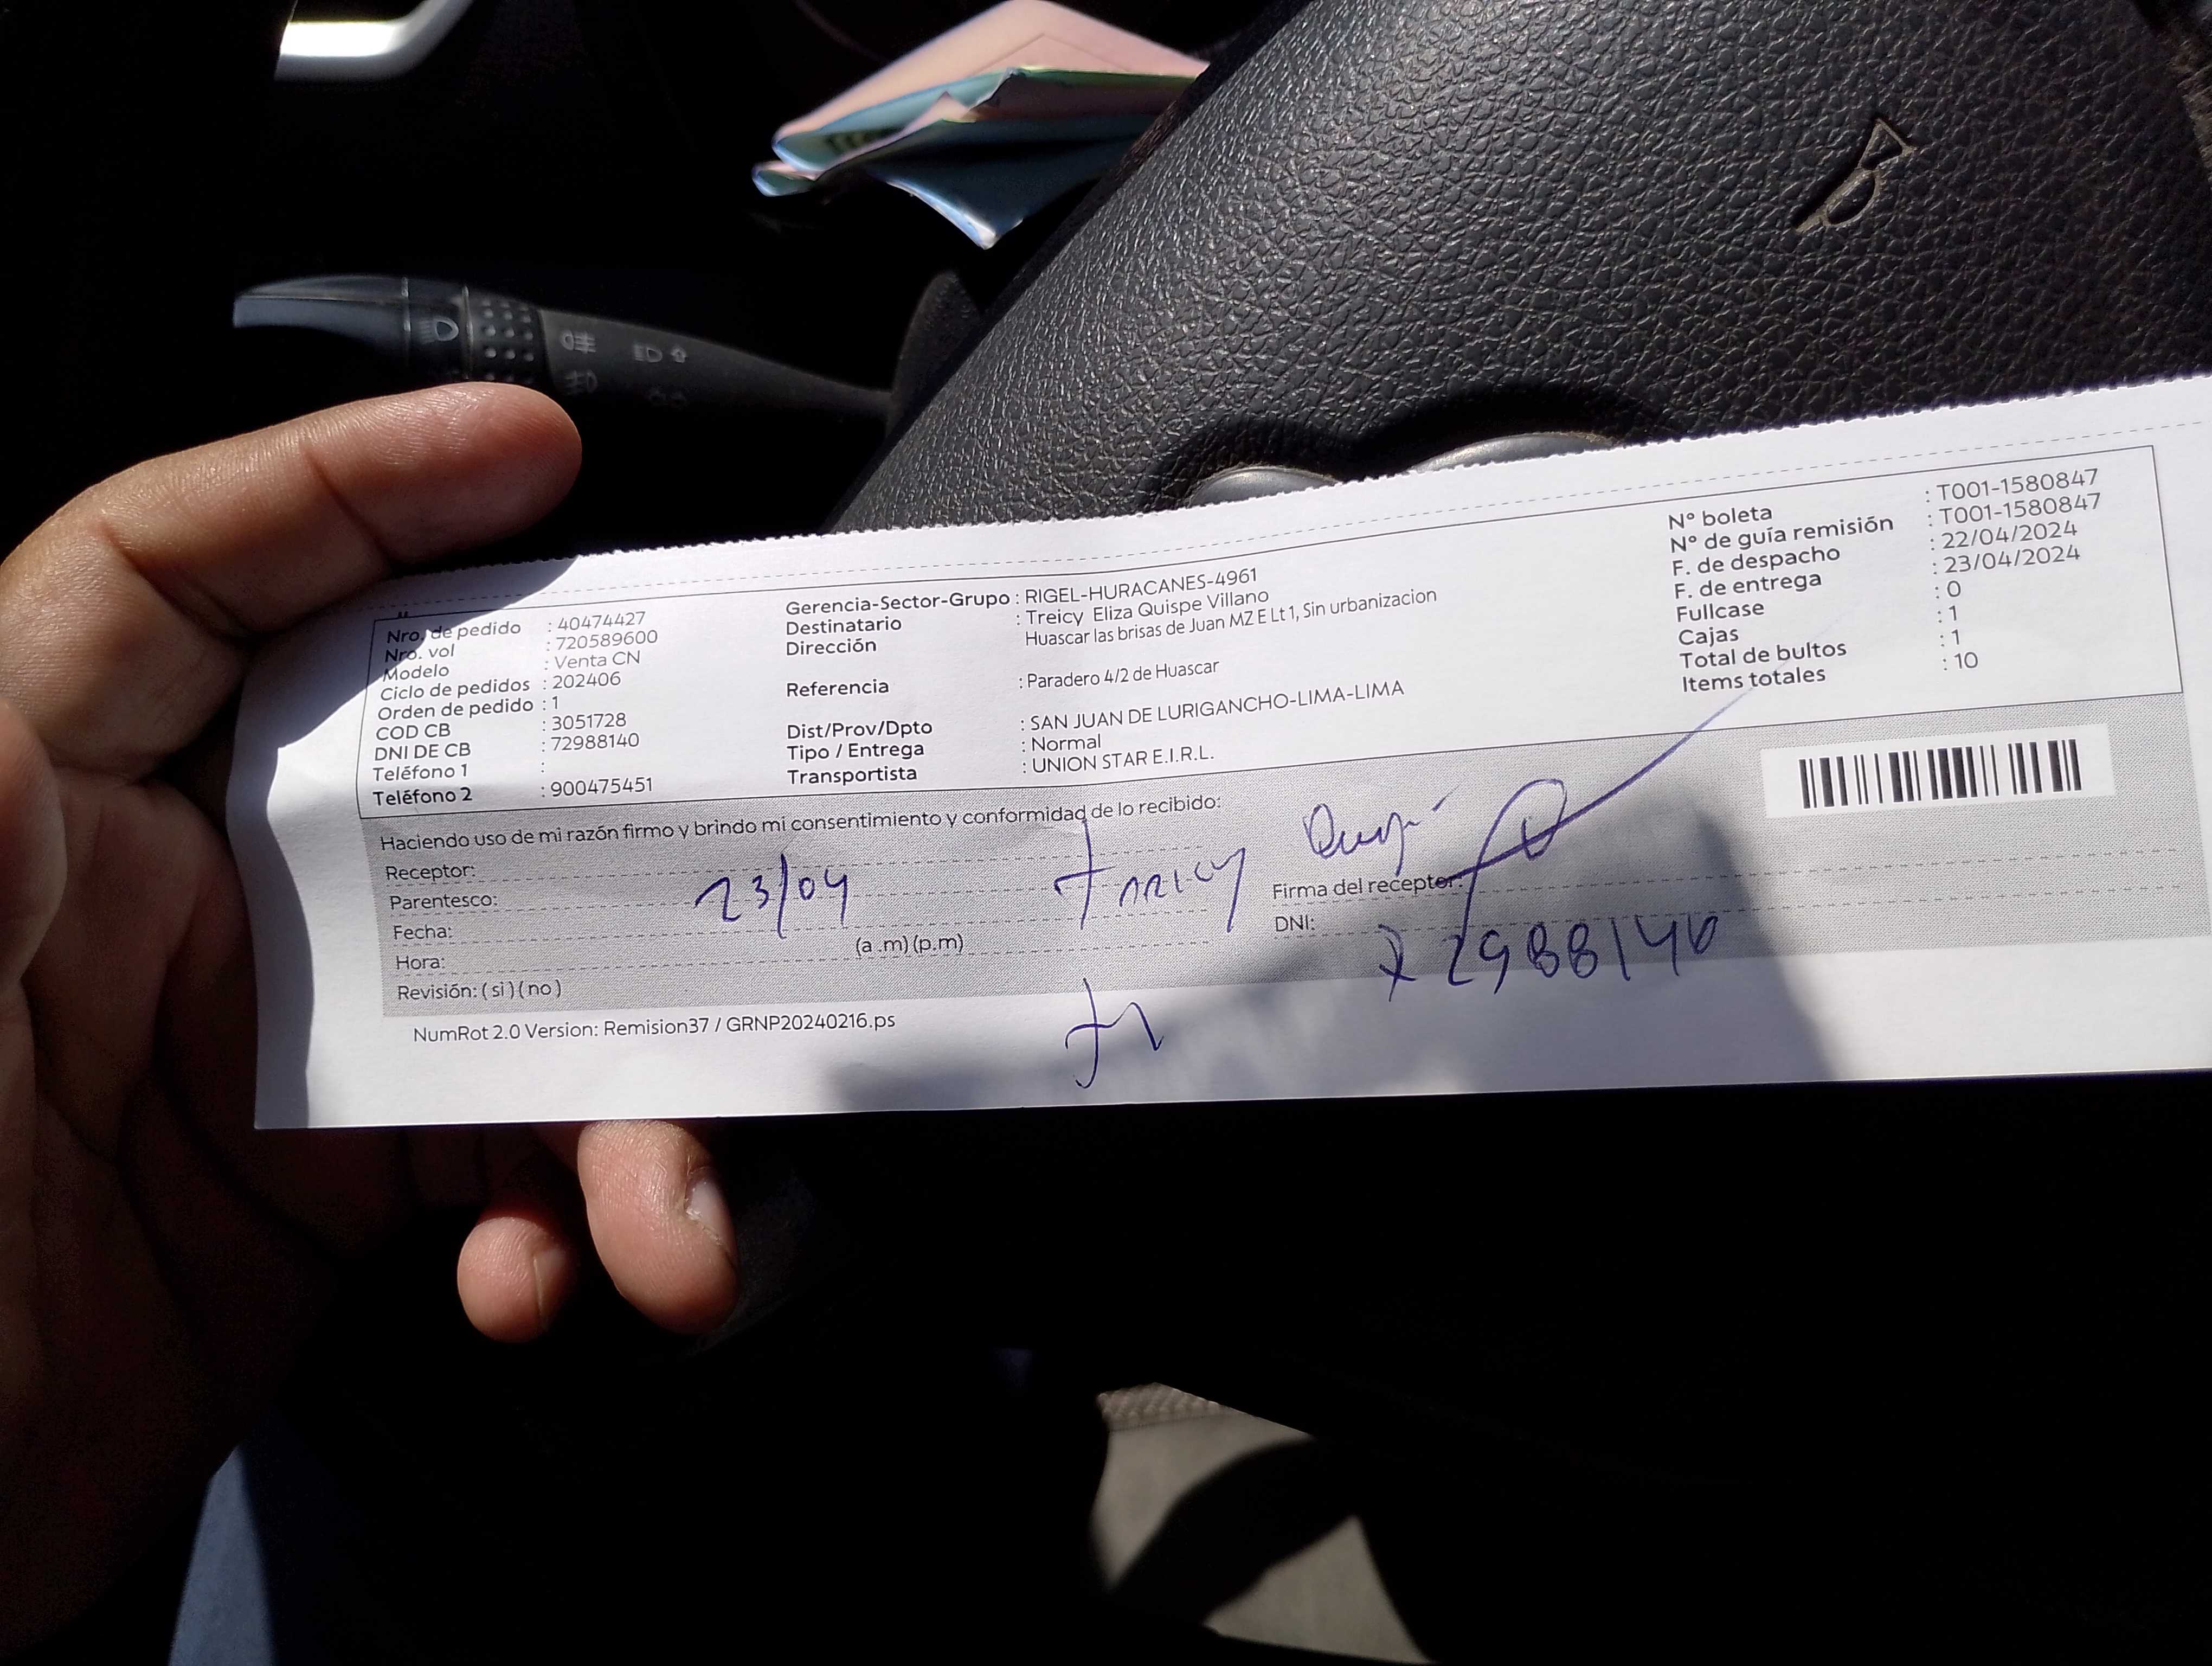 Nro. de pedido : 40474427
Nro. vol : 720589600
Modelo : Venta CN
Ciclo de pedidos : 202406
Orden de pedido : 1
COD CB : 3051728
DNI DE CB : 72988140
Teléfono 1 :
Teléfono 2 : 900475451
Gerencia-Sector-Grupo : RIGEL-HURACANES-4961
Destinatario : Treicy Eliza Quispe Villano
Dirección Huascar las brisas de Juan MZ E Lt 1, Sin urbanizacion
Referencia : Paradero 4/2 de Huascar
Dist/Prov/Dpto : SAN JUAN DE LURIGANCHO-LIMA-LIMA
Tipo / Entrega : Normal
Transportista : UNION STAR E.I.R.L.
Nº boleta : T001-1580847
Nº de guía remisión : T001-1580847
F. de despacho : 22/04/2024
F. de entrega : 23/04/2024
Fullcase : 0
Cajas : 1
Total de bultos : 1
Items totales : 10
Haciendo uso de mi razón firmo y brindo mi consentimiento y conformidad de lo recibido:
Receptor:
Parentesco:
Fecha: 23/04
Hora: (a .m) (p.m)
Revisión: ( si ) ( no )
Firma del receptor:
DNI: 72988140
NumRot 2.0 Version: Remision37 / GRNP20240216.ps